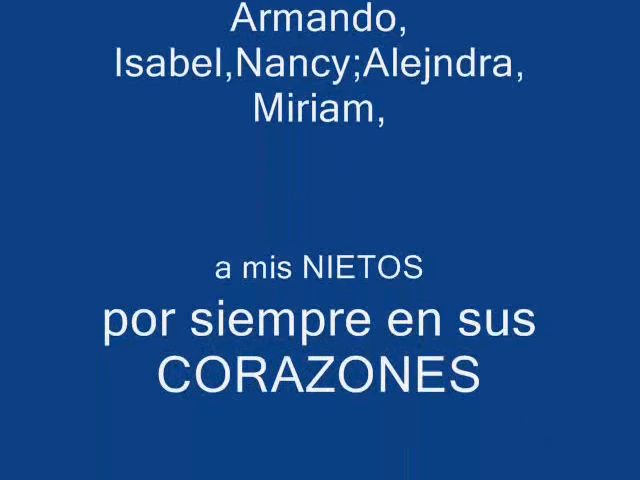 Armando,
Isabel,Nancy;Alejndra,
Miriam,
a mis NIETOS
por siempre en sus
CORAZONES